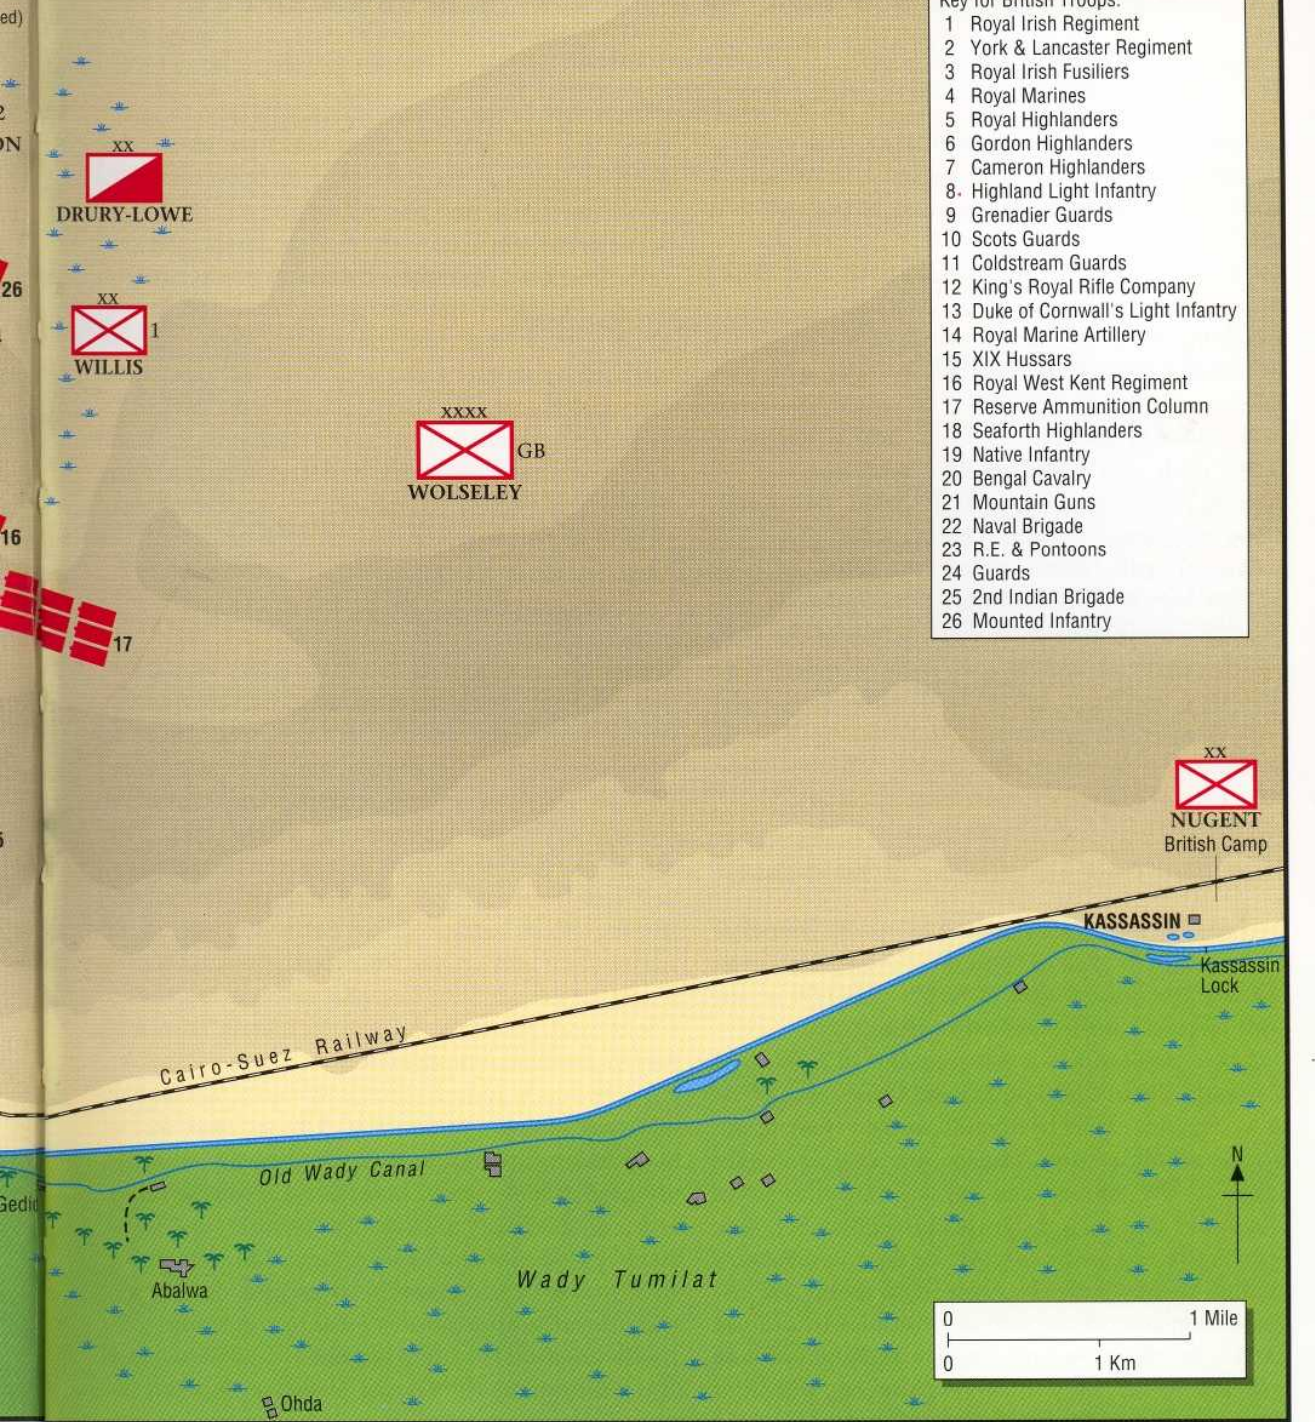 ed)
2
ON
XX
DRURY-LOWE
26
XX
1
WILLIS
XXXX
GB
WOLSELEY
16
17
5
Key for British Troops:
1 Royal Irish Regiment
2 York & Lancaster Regiment
3 Royal Irish Fusiliers
4 Royal Marines
5 Royal Highlanders
6 Gordon Highlanders
7 Cameron Highlanders
8 Highland Light Infantry
9 Grenadier Guards
10 Scots Guards
11 Coldstream Guards
12 King's Royal Rifle Company
13 Duke of Cornwall's Light Infantry
14 Royal Marine Artillery
15 XIX Hussars
16 Royal West Kent Regiment
17 Reserve Ammunition Column
18 Seaforth Highlanders
19 Native Infantry
20 Bengal Cavalry
21 Mountain Guns
22 Naval Brigade
23 R.E. & Pontoons
24 Guards
25 2nd Indian Brigade
26 Mounted Infantry
XX
NUGENT
British Camp
KASSASSIN
Kassassin
Lock
Cairo-Suez Railway
Old Wady Canal
Gedid
Abalwa
Wady Tumilat
Ohda
N
0 1 Mile
0 1 Km